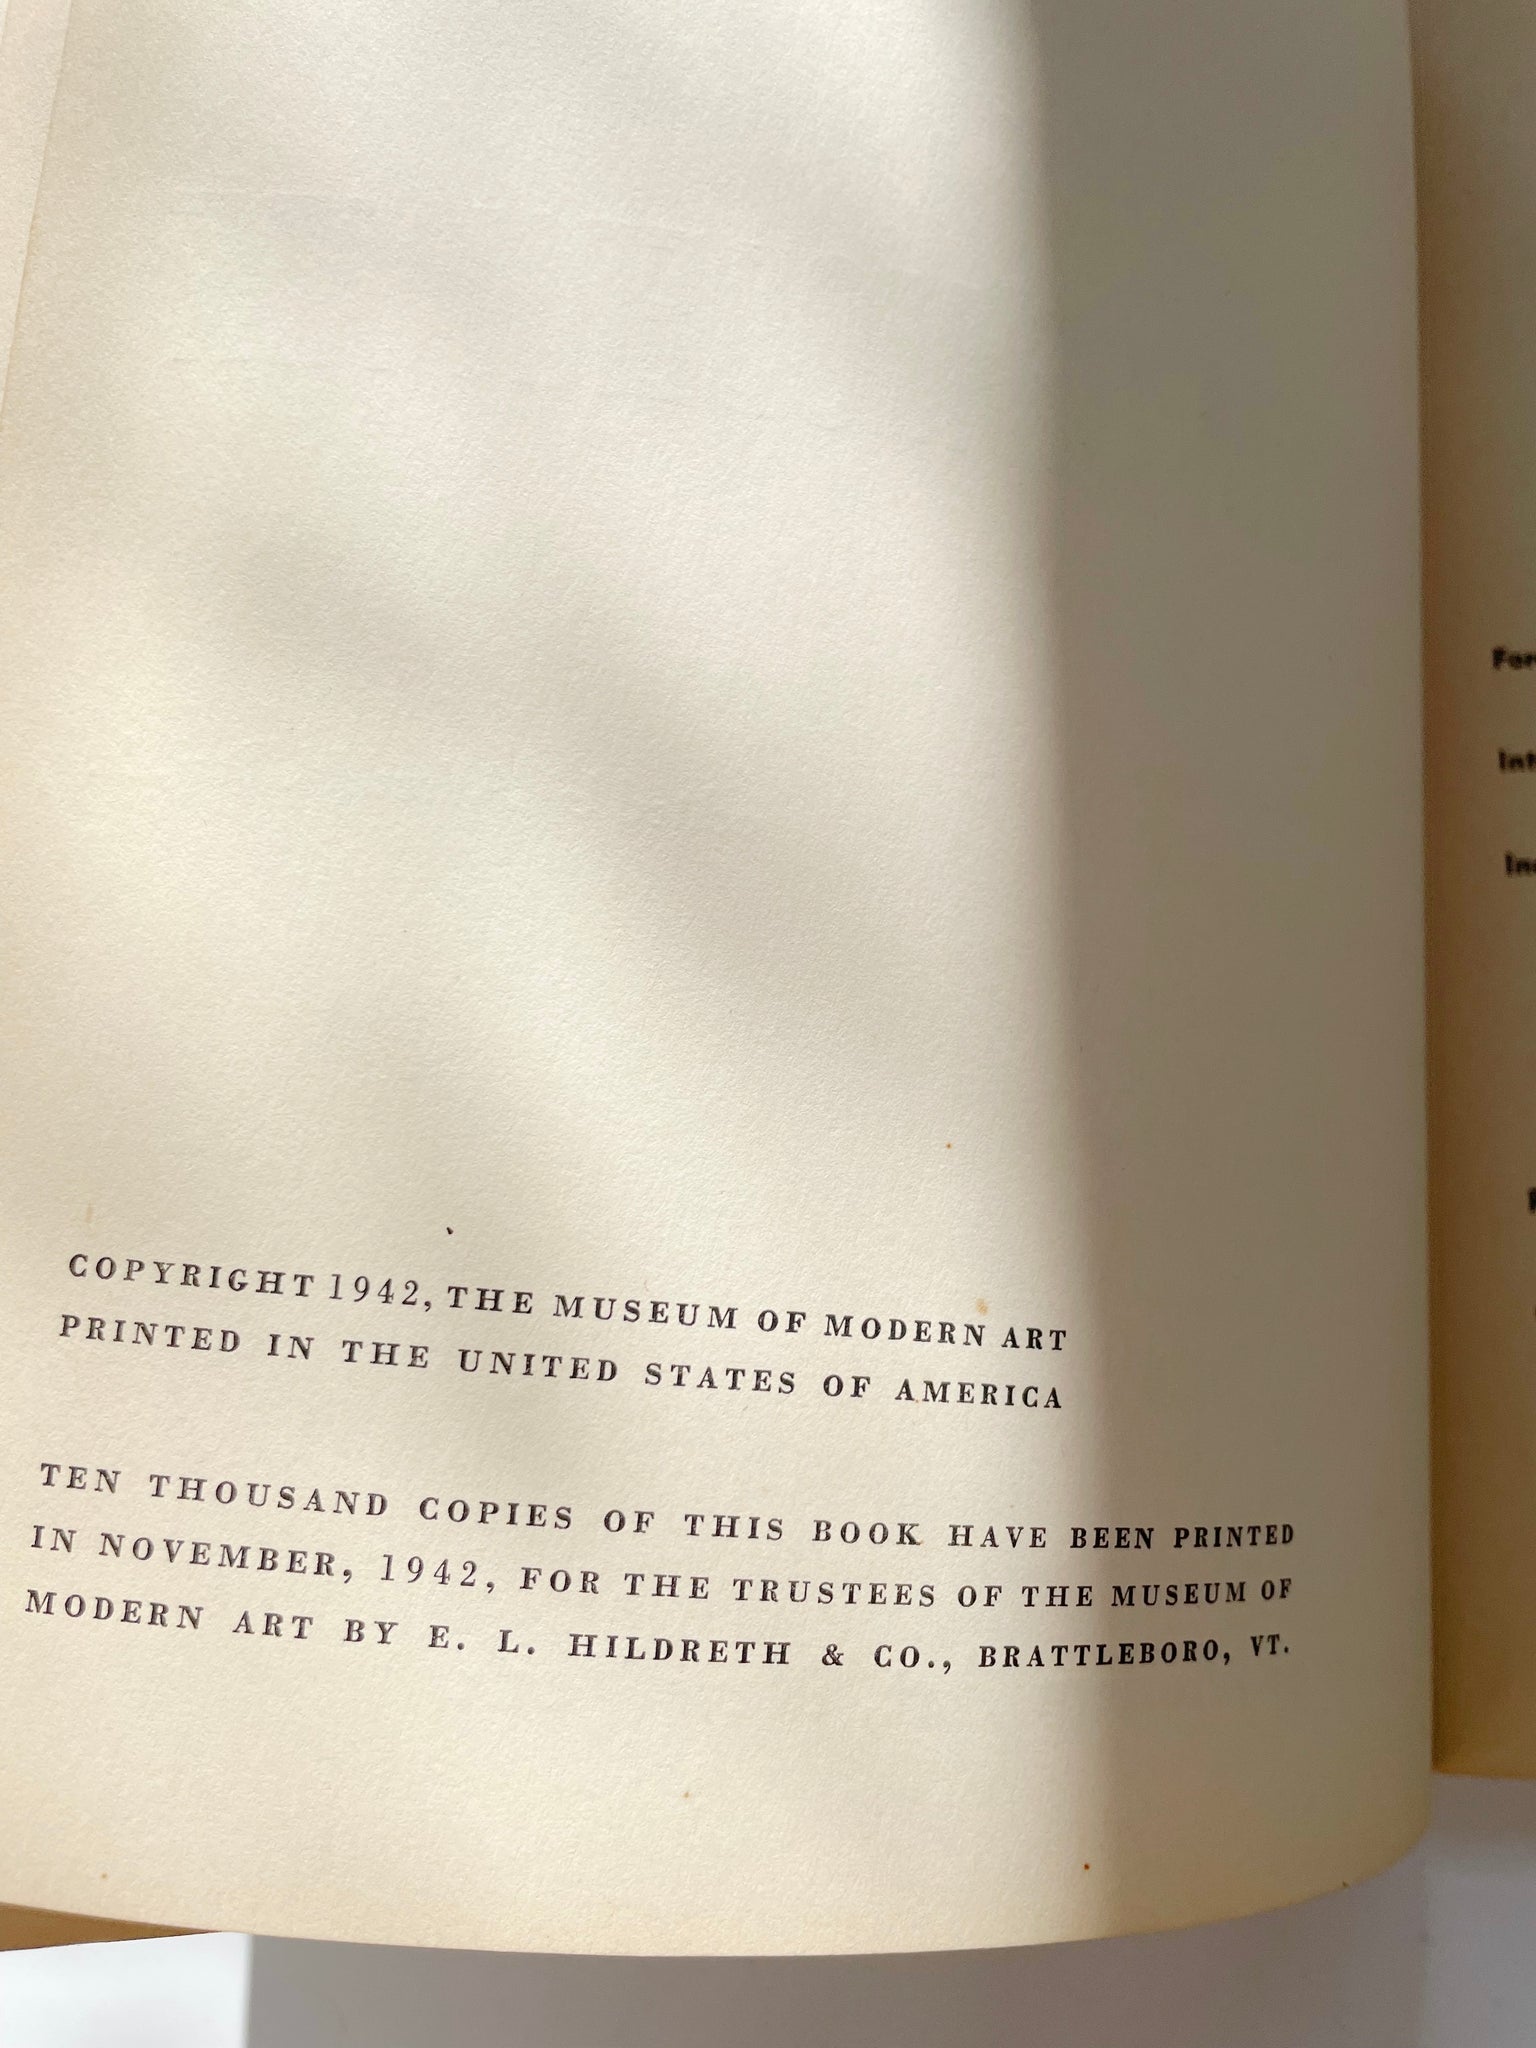 COPYRIGHT 1942, THE MUSEUM OF MODERN ART
PRINTED IN THE UNITED STATES OF AMERICA
TEN THOUSAND COPIES OF THIS BOOK HAVE BEEN PRINTED
IN NOVEMBER, 1942, FOR THE TRUSTEES OF THE MUSEUM OF
MODERN ART BY E. L. HILDRETH & CO., BRATTLEBORO, VT.